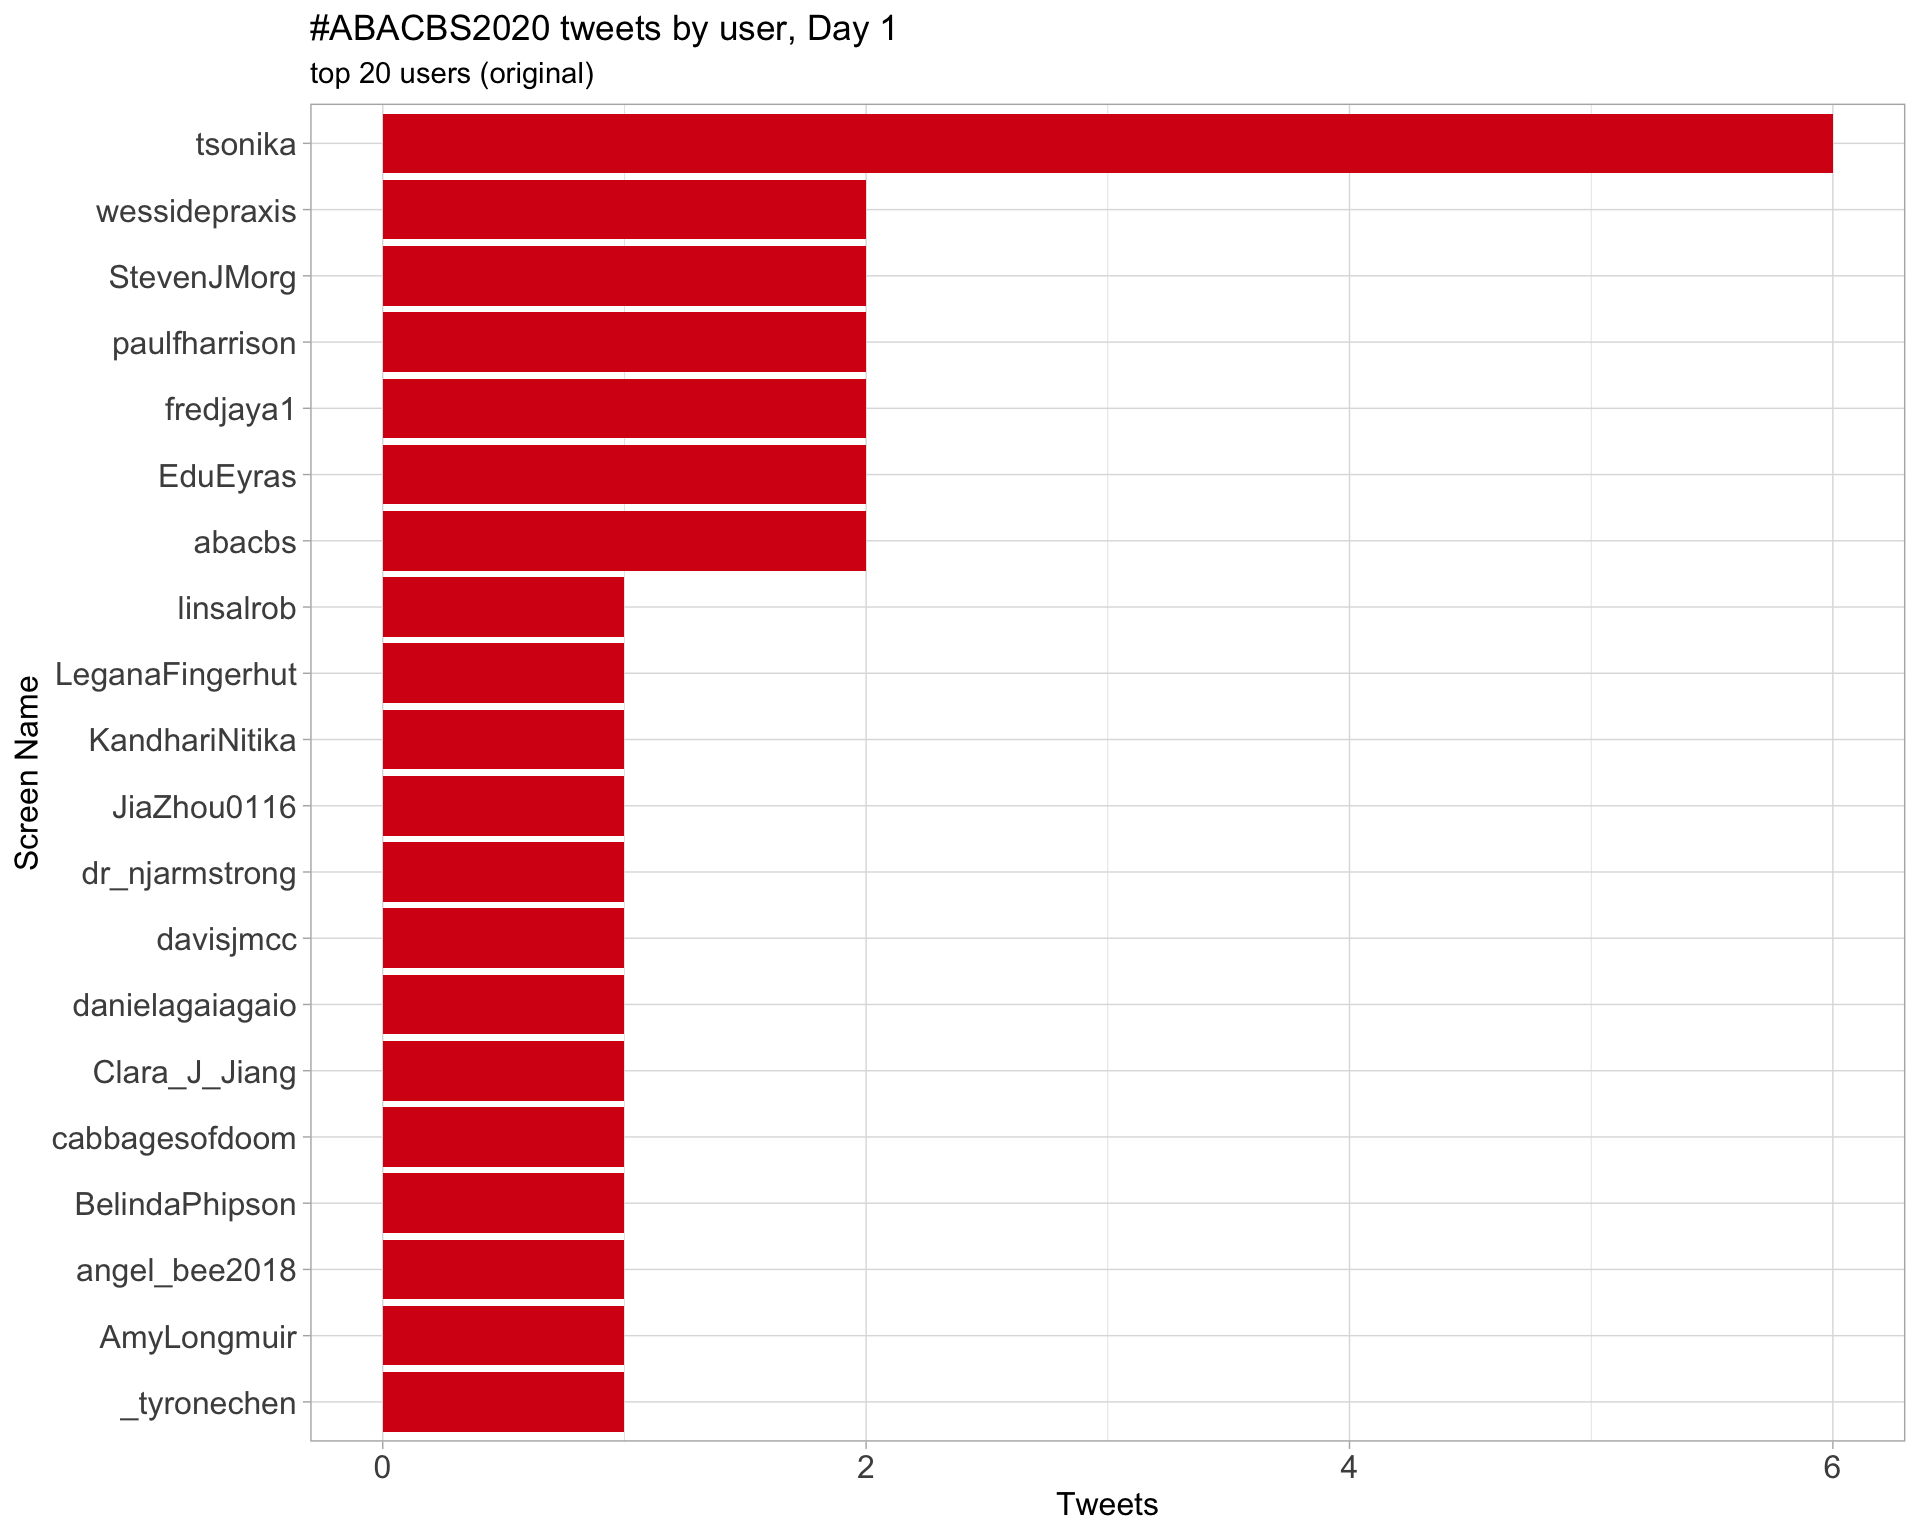 #ABACBS2020 tweets by user, Day 1
top 20 users (original)
Screen Name
tsonika
wessidepraxis
StevenJMorg
paulfharrison
fredjaya1
EduEyras
abacbs
linsalrob
LeganaFingerhut
KandhariNitika
JiaZhou0116
dr_njarmstrong
davisjmcc
danielagaiagaio
Clara_J_Jiang
cabbagesofdoom
BelindaPhipson
angel_bee2018
AmyLongmuir
_tyronechen
0 2 4 6
Tweets